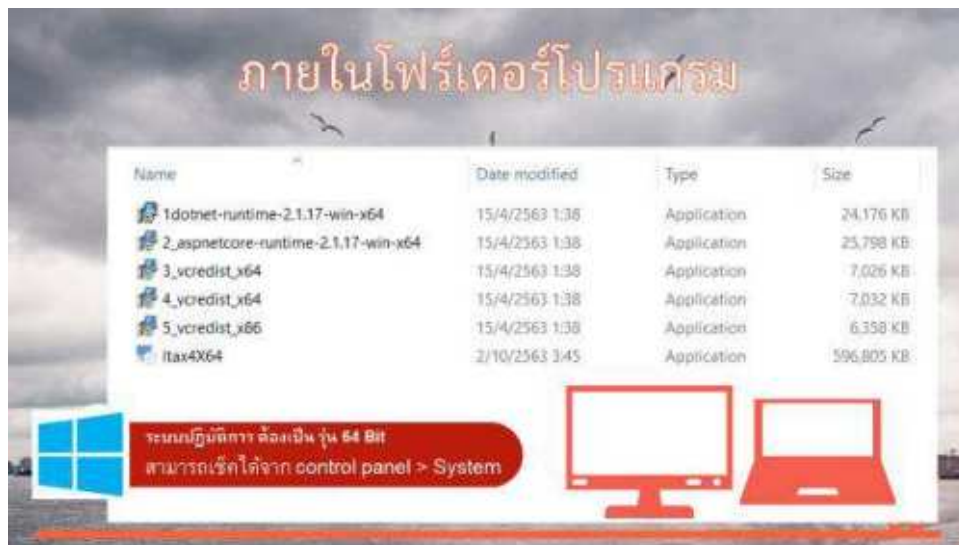 ภายในโฟร์เดอร์โปรแกรม
Name Date modified Type Size
1dotnet-runtime-2.1.17-win-x64 15/4/2563 1:38 Application 24,176 KB
2_aspnetcore-runtime-2.1.17-win-x64 15/4/2563 1:38 Application 25,798 KB
3_vcredist_x64 15/4/2563 1:38 Application 7,026 KB
4_vcredist_x64 15/4/2563 1:38 Application 7,032 KB
5_vcredist_x86 15/4/2563 1:38 Application 6,358 KB
itax4X64 2/10/2563 3:45 Application 596,805 KB
ระบบปฏิบัติการ ต้องเป็น รุ่น 64 Bit
สามารถเช็คได้จาก control panel > System